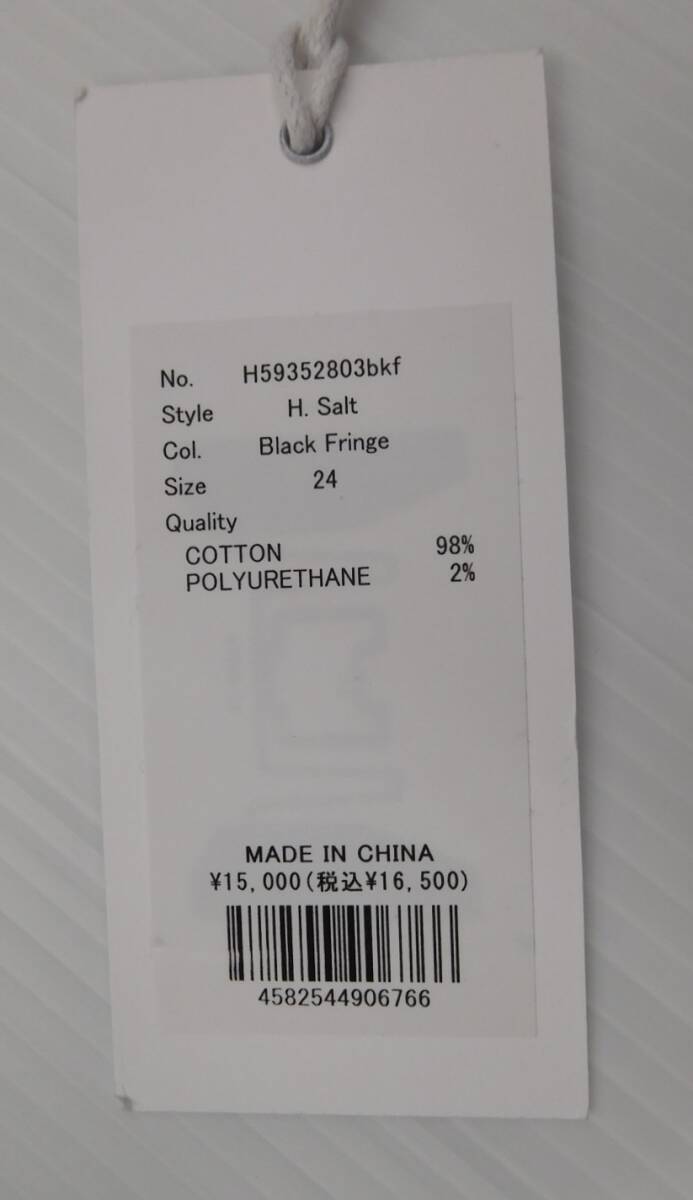 No. H59352803bkf
Style H. Salt
Col. Black Fringe
Size 24
Quality
COTTON 98%
POLYURETHANE 2%
MADE IN CHINA
¥15,000(税込¥16,500)
4582544906766